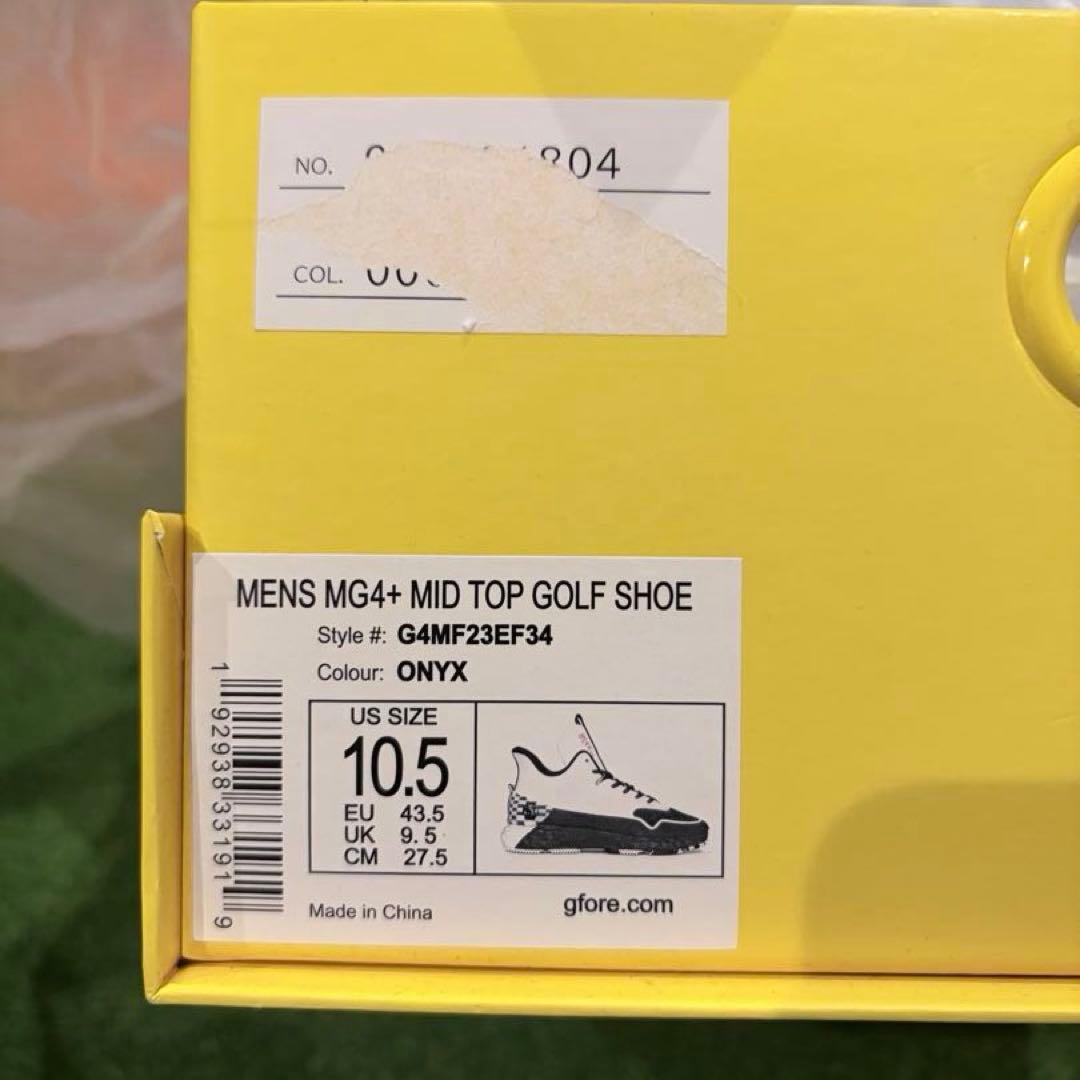 NO. 804
COL.
MENS MG4+ MID TOP GOLF SHOE
Style #: G4MF23EF34
Colour: ONYX
US SIZE
10.5
EU 43.5
UK 9.5
CM 27.5
1 92938 33191 9
Made in China
gfore.com